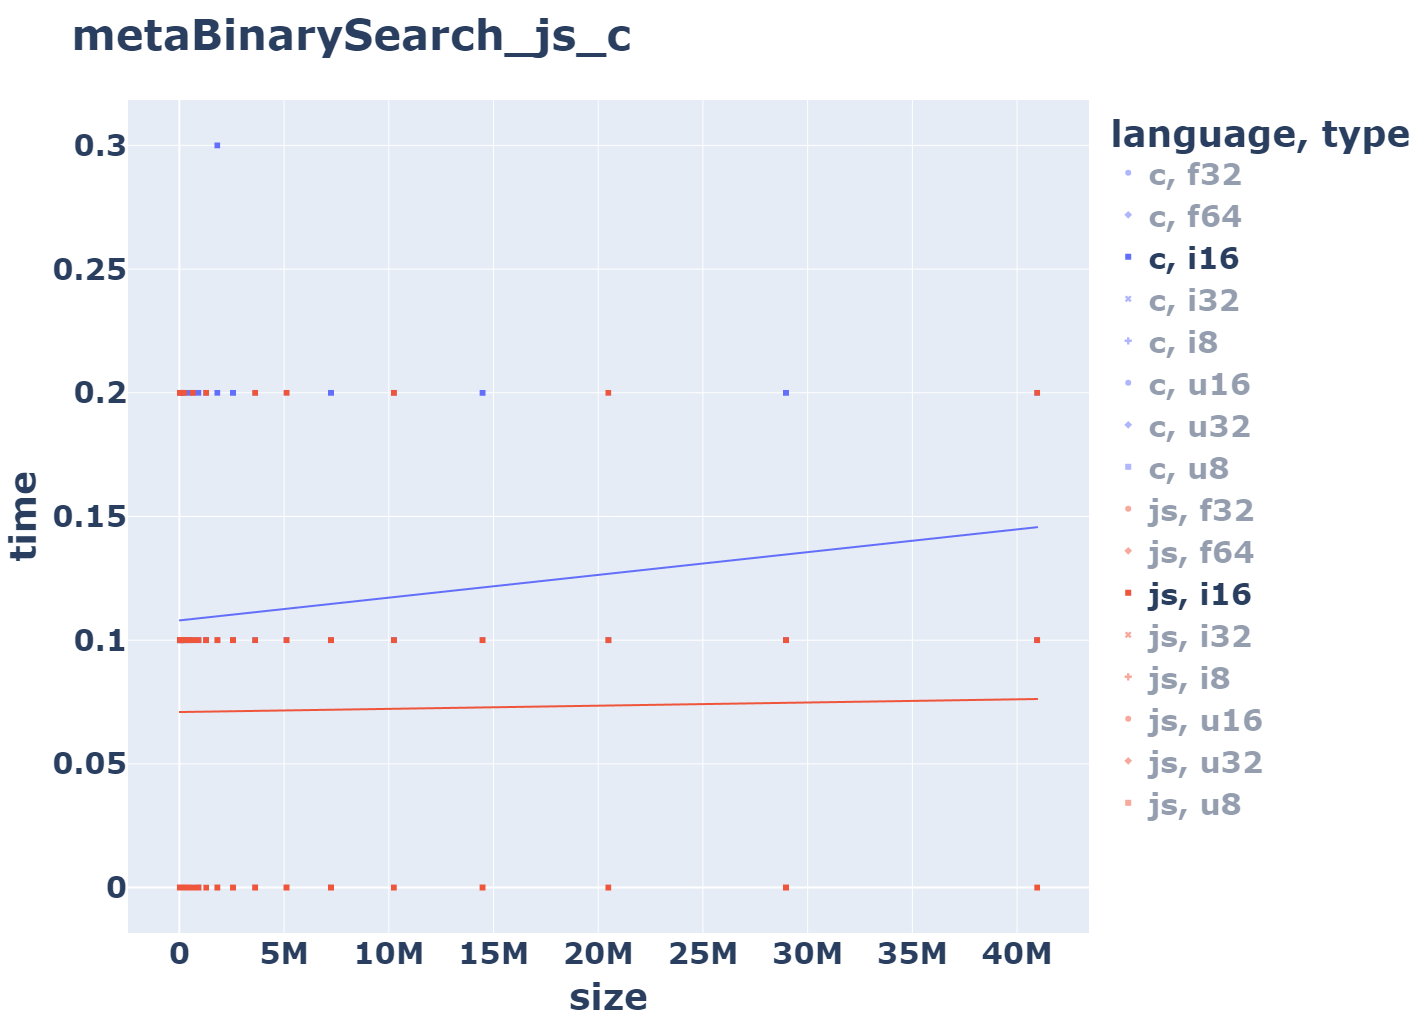 metaBinarySearch_js_c
0.3
0.25
0.2
0.15
0.1
0.05
0
time
0 5M 10M 15M 20M 25M 30M 35M 40M
size
language, type
c, f32
c, f64
c, i16
c, i32
c, i8
c, u16
c, u32
c, u8
js, f32
js, f64
js, i16
js, i32
js, i8
js, u16
js, u32
js, u8